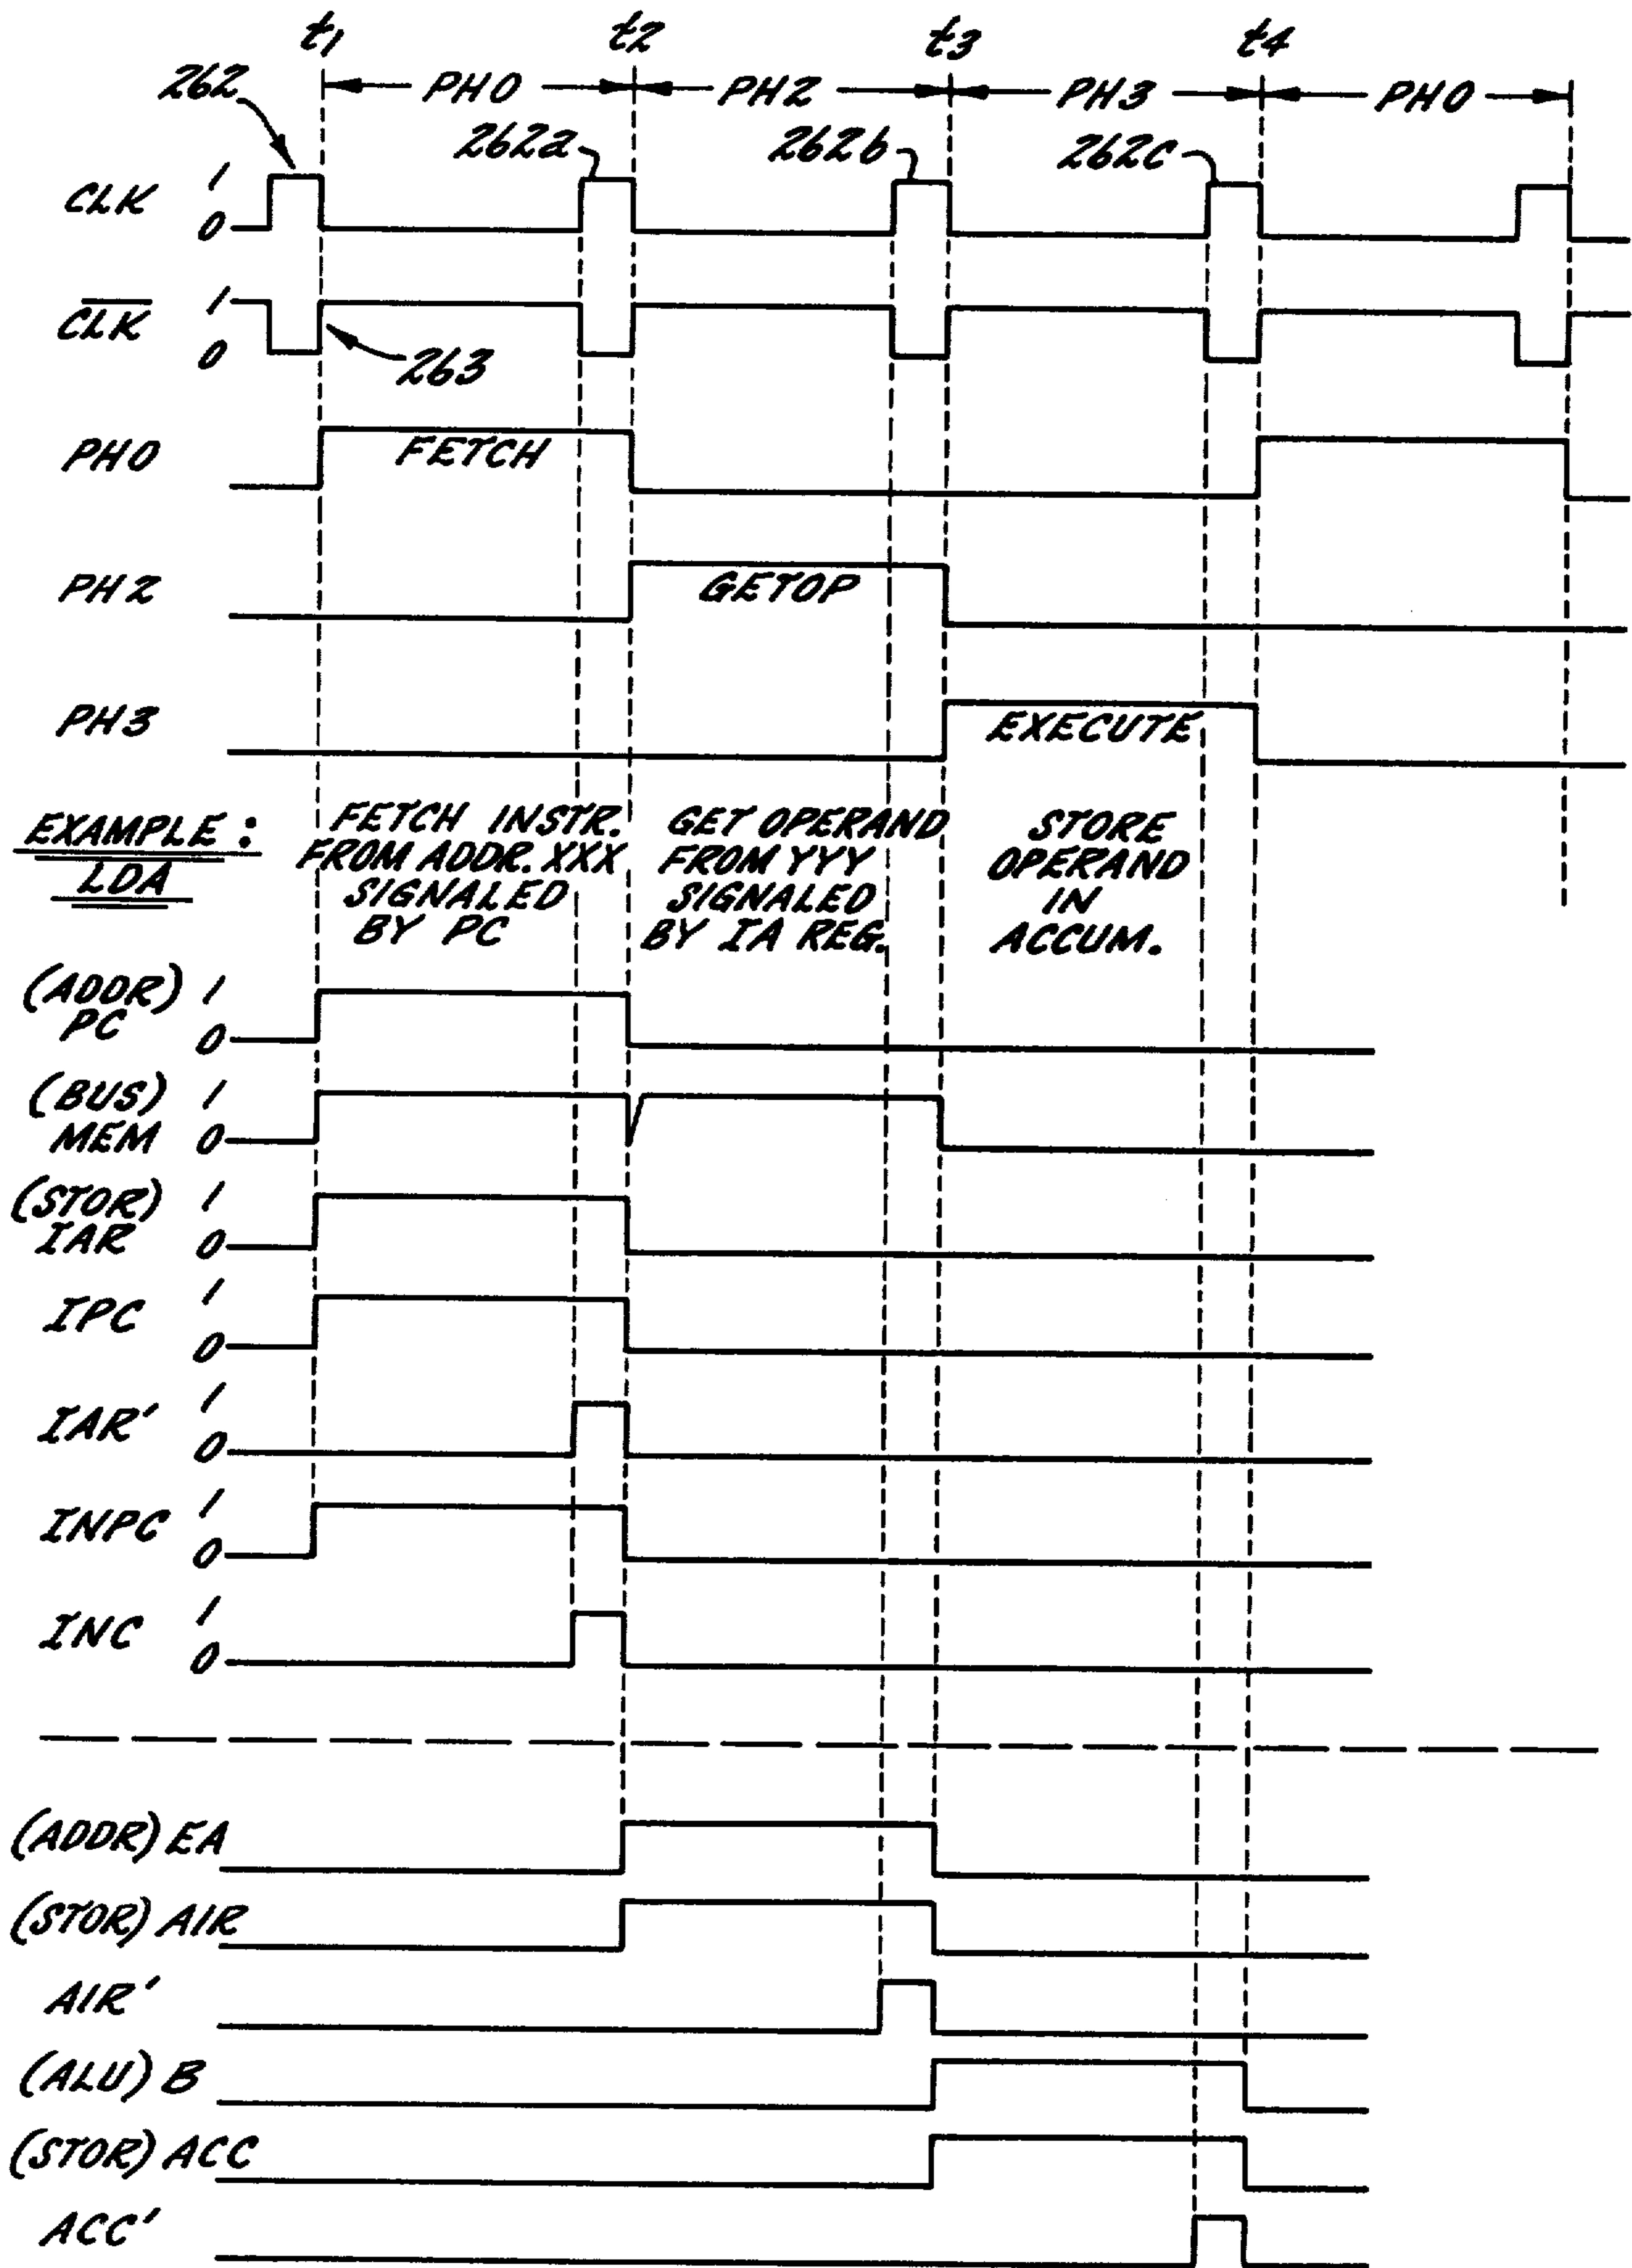 t1 t2 t3 t4
262 PH0 PH2 PH3 PH0
262a 262b 262c
CLK 1
0
CLK 1
0
263
PH0 FETCH
PH2 GETOP
PH3 EXECUTE
EXAMPLE :
LDA
FETCH INSTR.
FROM ADDR. XXX
SIGNALED
BY PC
GET OPERAND
FROM YYY
SIGNALED
BY IA REG.
STORE
OPERAND
IN
ACCUM.
(ADDR) 1
PC 0
(BUS) 1
MEM 0
(STOR) 1
IAR 0
IPC 1
0
IAR' 1
0
INPC 1
0
INC 1
0
(ADDR) EA
(STOR) AIR
AIR'
(ALU) B
(STOR) ACC
ACC'